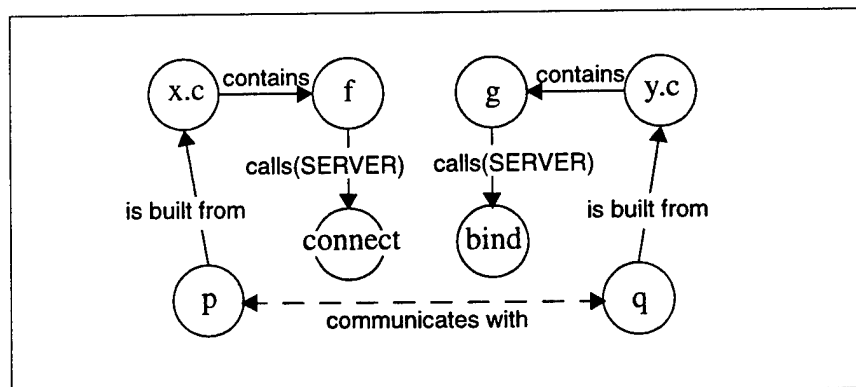 contains
contains
x.c
f
g
y.c
calls(SERVER)
calls(SERVER)
is built from
is built from
connect
bind
p
q
communicates with